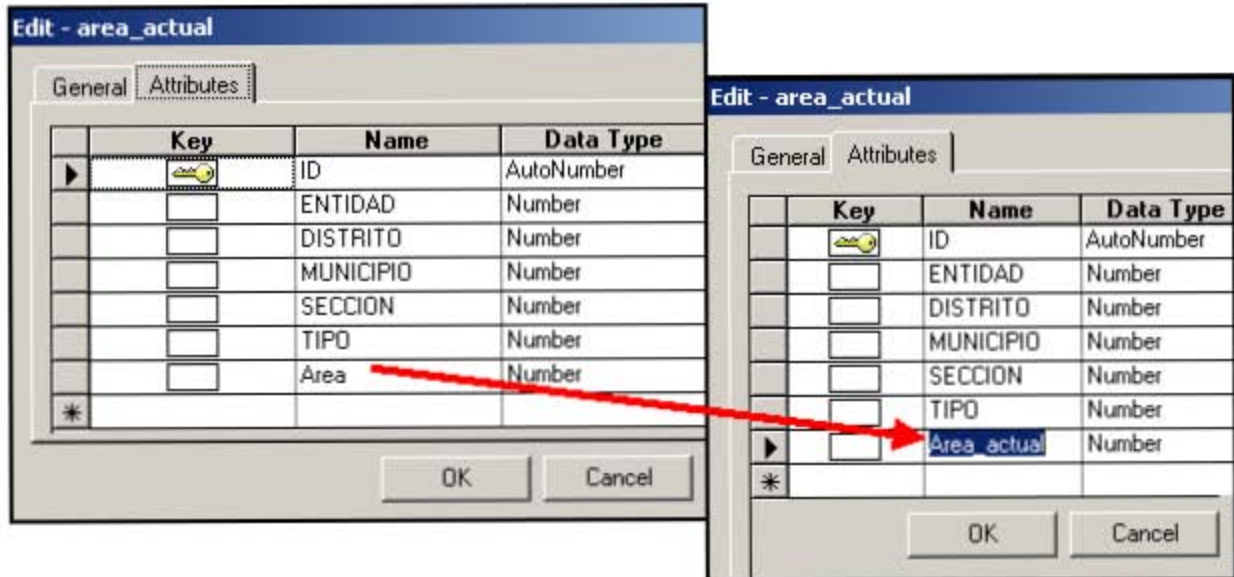 Edit - area_actual
General Attributes
Key Name Data Type
ID AutoNumber
ENTIDAD Number
DISTRITO Number
MUNICIPIO Number
SECCION Number
TIPO Number
Area Number
OK Cancel
Edit - area_actual
General Attributes
Key Name Data Type
ID AutoNumber
ENTIDAD Number
DISTRITO Number
MUNICIPIO Number
SECCION Number
TIPO Number
Area_actual Number
OK Cancel